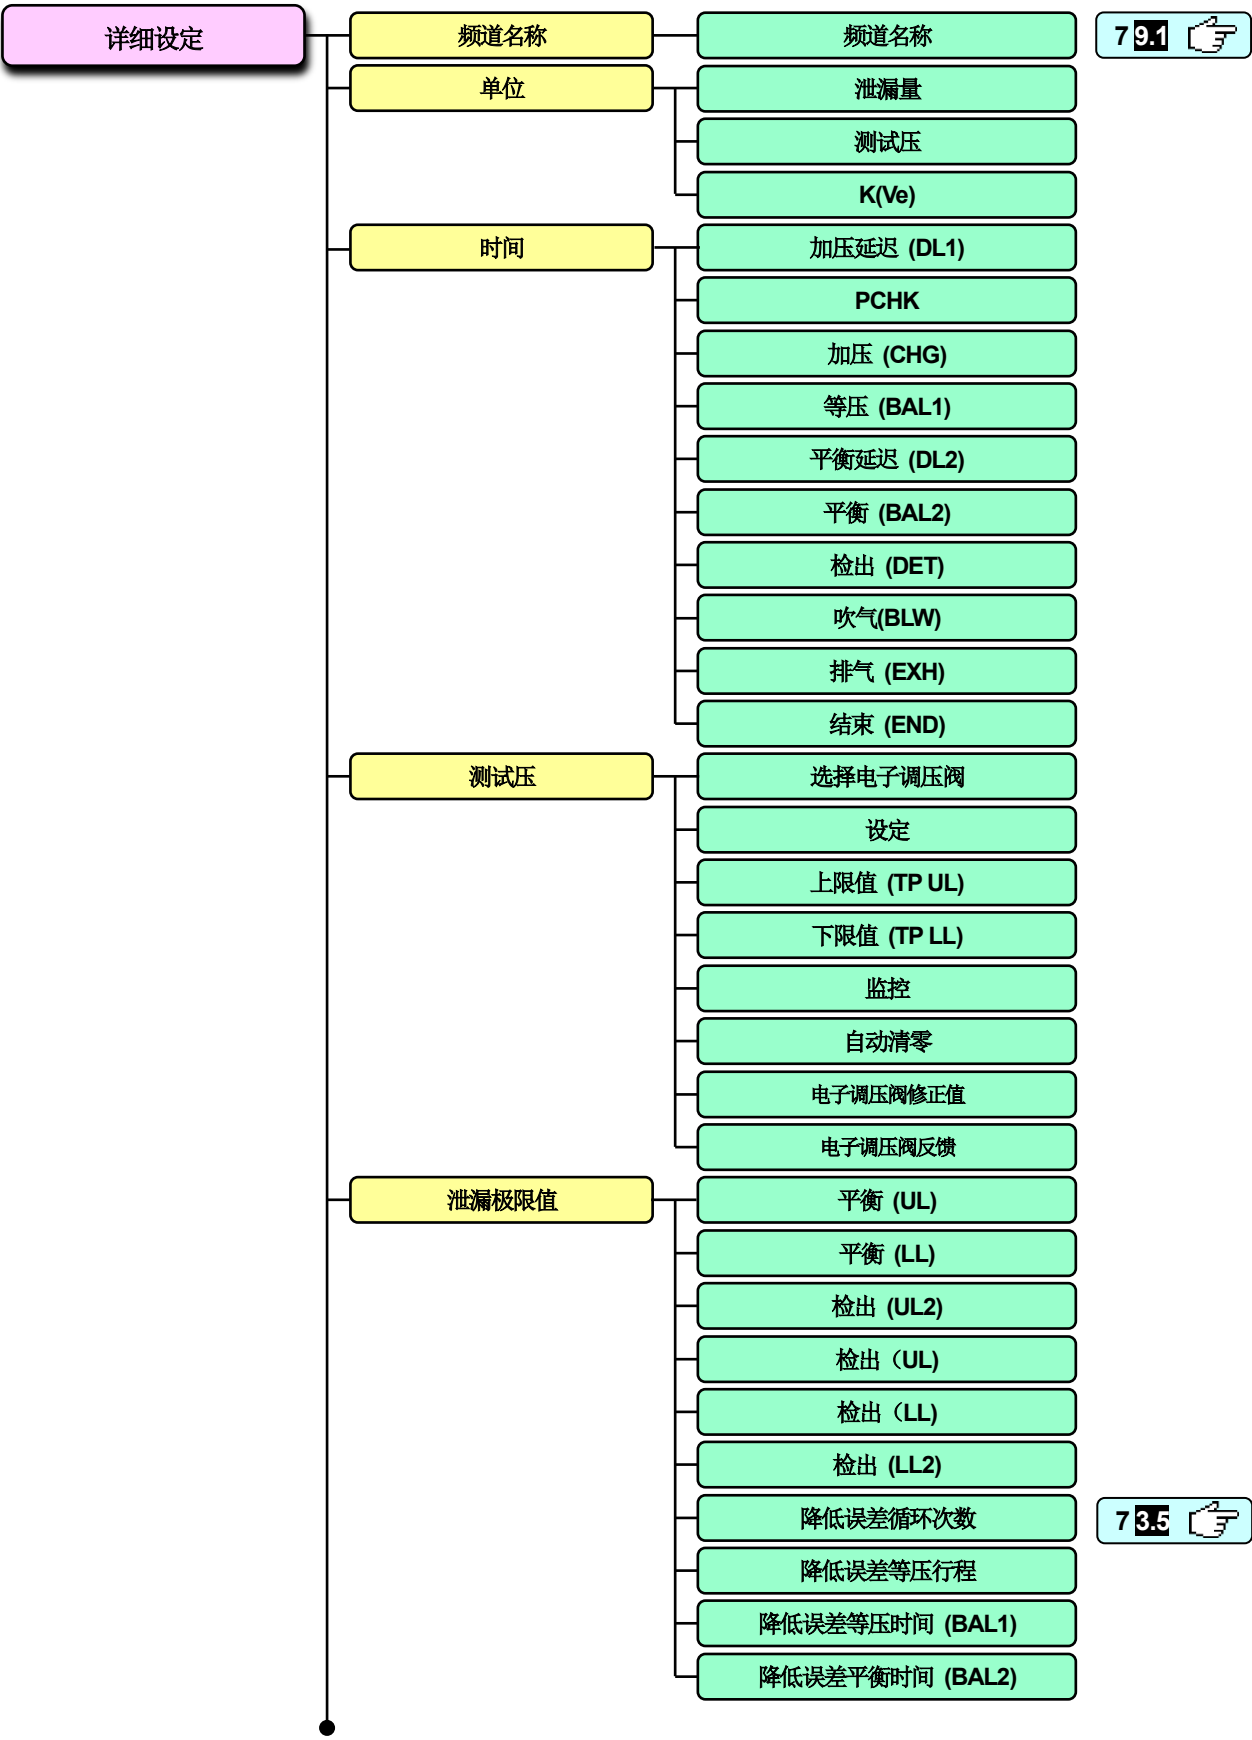 详细设定
频道名称
频道名称
7 9.1
单位
泄漏量
测试压
K(Ve)
时间
加压延迟 (DL1)
PCHK
加压 (CHG)
等压 (BAL1)
平衡延迟 (DL2)
平衡 (BAL2)
检出 (DET)
吹气(BLW)
排气 (EXH)
结束 (END)
测试压
选择电子调压阀
设定
上限值 (TP UL)
下限值 (TP LL)
监控
自动清零
电子调压阀修正值
电子调压阀反馈
泄漏极限值
平衡 (UL)
平衡 (LL)
检出 (UL2)
检出（UL)
检出（LL)
检出 (LL2)
降低误差循环次数
7 3.5
降低误差等压行程
降低误差等压时间 (BAL1)
降低误差平衡时间 (BAL2)